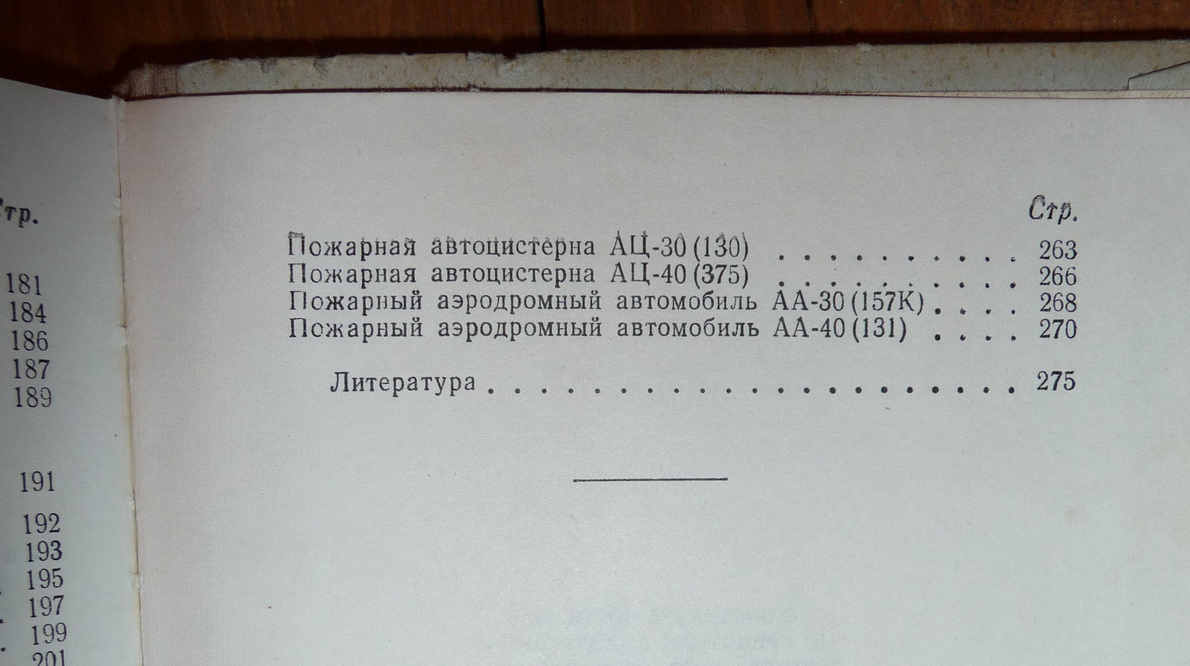 Стр.
181
184
186
187
189
191
192
193
195
197
199
201
Стр.
Пожарная автоцистерна АЦ-30 (130) . . . . . . . . . . 263
Пожарная автоцистерна АЦ-40 (375) . . . . . . . . . . 266
Пожарный аэродромный автомобиль АА-30 (157К) . . . . 268
Пожарный аэродромный автомобиль АА-40 (131) . . . . 270
Литература . . . . . . . . . . . . . . . . . . . . . 275